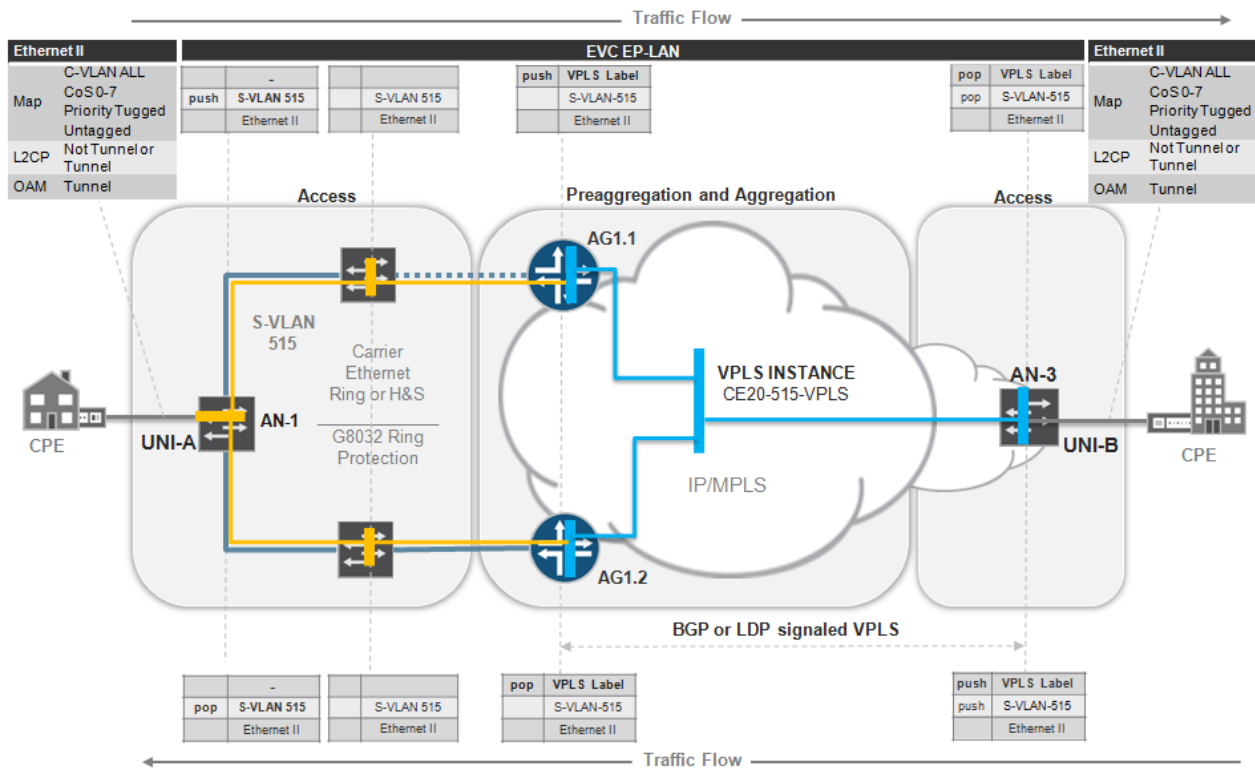 Traffic Flow
Ethernet II
EVC EP-LAN
Ethernet II
Map
C-VLAN ALL
CoS 0-7
Priority Tugged
Untagged
L2CP
Not Tunnel or
Tunnel
OAM
Tunnel
-
push S-VLAN 515
Ethernet II
S-VLAN 515
Ethernet II
push VPLS Label
S-VLAN-515
Ethernet II
pop VPLS Label
pop S-VLAN-515
Ethernet II
Map
C-VLAN ALL
CoS 0-7
Priority Tugged
Untagged
L2CP
Not Tunnel or
Tunnel
OAM
Tunnel
Access
Preaggregation and Aggregation
Access
AG1.1
S-VLAN
515
Carrier
Ethernet
Ring or H&S
G8032 Ring
Protection
VPLS INSTANCE
CE20-515-VPLS
AN-3
AN-1
UNI-A
CPE
UNI-B
CPE
IP/MPLS
AG1.2
BGP or LDP signaled VPLS
-
pop S-VLAN 515
Ethernet II
S-VLAN 515
Ethernet II
pop VPLS Label
S-VLAN-515
Ethernet II
push VPLS Label
push S-VLAN-515
Ethernet II
Traffic Flow